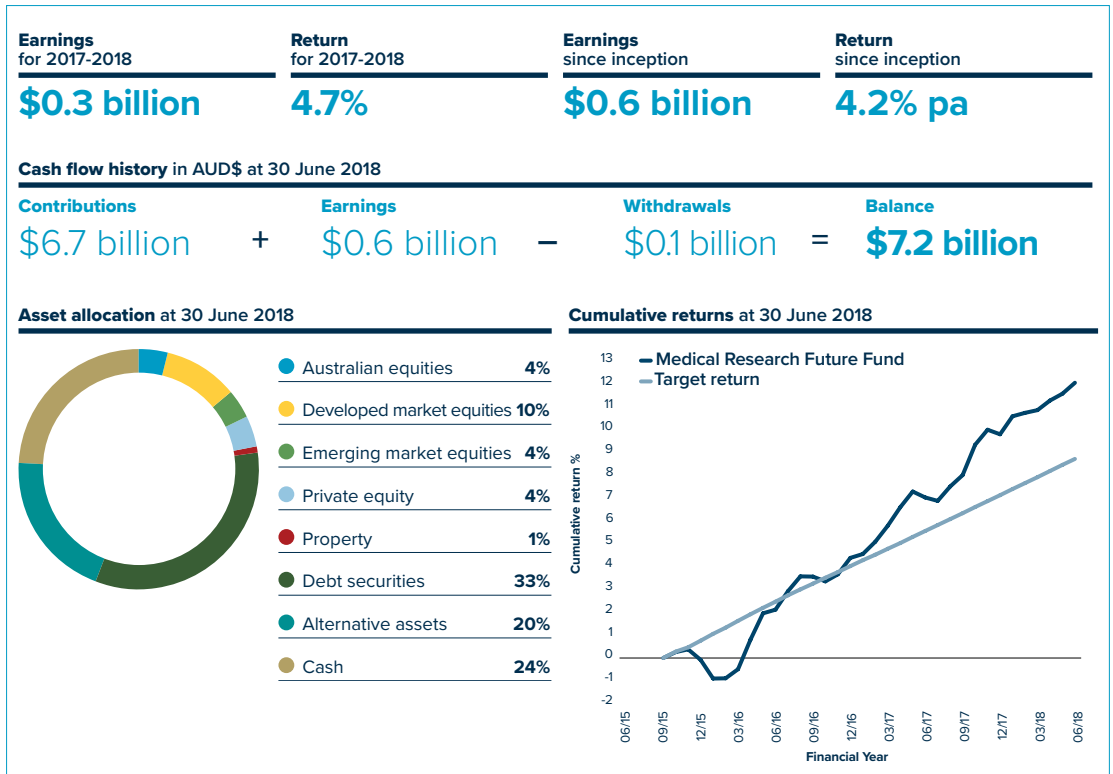 Earnings
for 2017-2018
$0.3 billion
Return
for 2017-2018
4.7%
Earnings
since inception
$0.6 billion
Return
since inception
4.2% pa
Cash flow history in AUD$ at 30 June 2018
Contributions
$6.7 billion
+
Earnings
$0.6 billion
–
Withdrawals
$0.1 billion
=
Balance
$7.2 billion
Asset allocation at 30 June 2018
Australian equities 4%
Developed market equities 10%
Emerging market equities 4%
Private equity 4%
Property 1%
Debt securities 33%
Alternative assets 20%
Cash 24%
Cumulative returns at 30 June 2018
Medical Research Future Fund
Target return
Cumulative return %
13
12
11
10
9
8
7
6
5
4
3
2
1
0
-1
-2
06/15
09/15
12/15
03/16
06/16
09/16
12/16
03/17
06/17
09/17
12/17
03/18
06/18
Financial Year